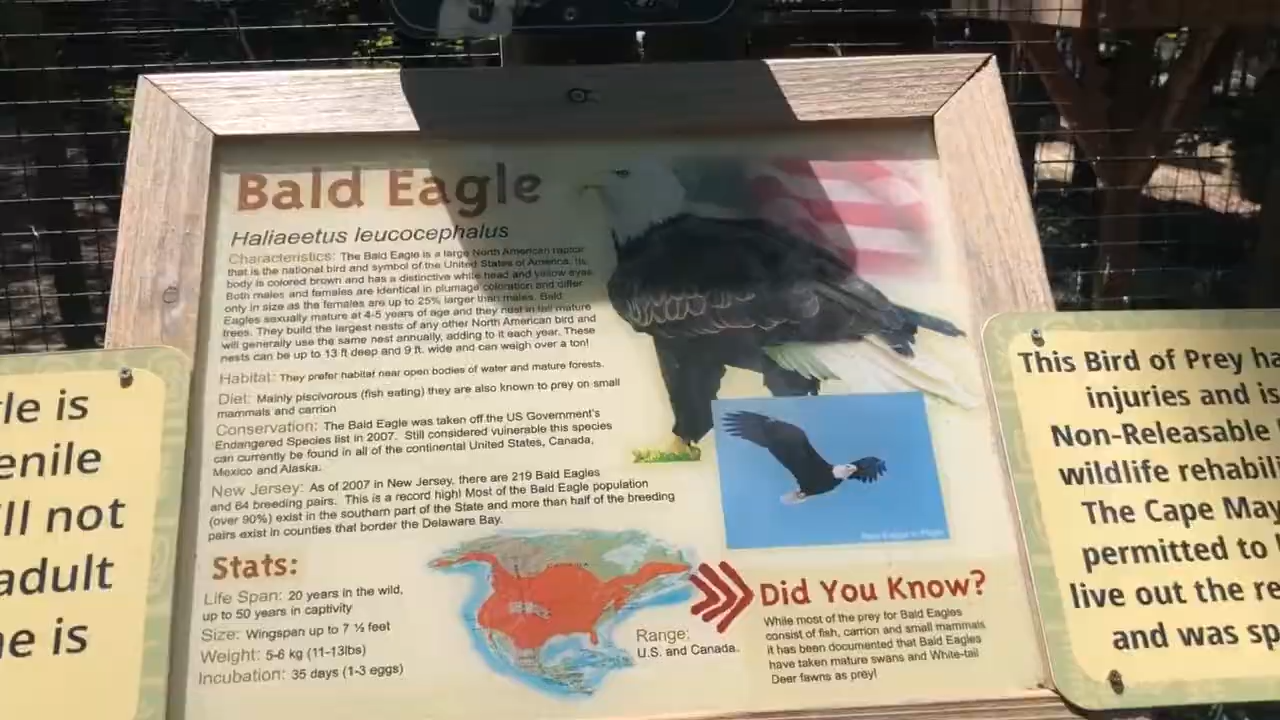 Bald Eagle
Haliaeetus leucocephalus
Characteristics: The Bald Eagle is a large North American raptor
that is the national bird and symbol of the United States of America. Its
body is colored brown and has a distinctive white head and yellow eyes.
Both males and females are identical in plumage coloration and differ
only in size as the females are up to 25% larger than males. Bald
Eagles sexually mature at 4-5 years of age and they nest in tall mature
trees. They build the largest nests of any other North American bird and
will generally use the same nest annually, adding to it each year. These
nests can be up to 13 ft deep and 9 ft. wide and can weigh over a ton!
Habitat: They prefer habitat near open bodies of water and mature forests.
Diet: Mainly piscivorous (fish eating) they are also known to prey on small
mammals and carrion
Conservation: The Bald Eagle was taken off the US Government's
Endangered Species list in 2007. Still considered vulnerable this species
can currently be found in all of the continental United States, Canada,
Mexico and Alaska.
New Jersey: As of 2007 in New Jersey, there are 219 Bald Eagles
and 64 breeding pairs. This is a record high! Most of the Bald Eagle population
(over 90%) exist in the southern part of the State and more than half of the breeding
pairs exist in counties that border the Delaware Bay.
Stats:
Life Span: 20 years in the wild,
up to 50 years in captivity
Size: Wingspan up to 7 ½ feet
Weight: 5-6 kg (11-13lbs)
Incubation: 35 days (1-3 eggs)
Range:
U.S. and Canada.
Did You Know?
While most of the prey for Bald Eagles
consist of fish, carrion and small mammals
it has been documented that Bald Eagles
have taken mature swans and White-tail
Deer fawns as prey!
Bald Eagle in Flight
gle is
enile
ill not
adult
ne is
This Bird of Prey ha
injuries and is
Non-Releasable
wildlife rehabili
The Cape May
permitted to
live out the re
and was sp